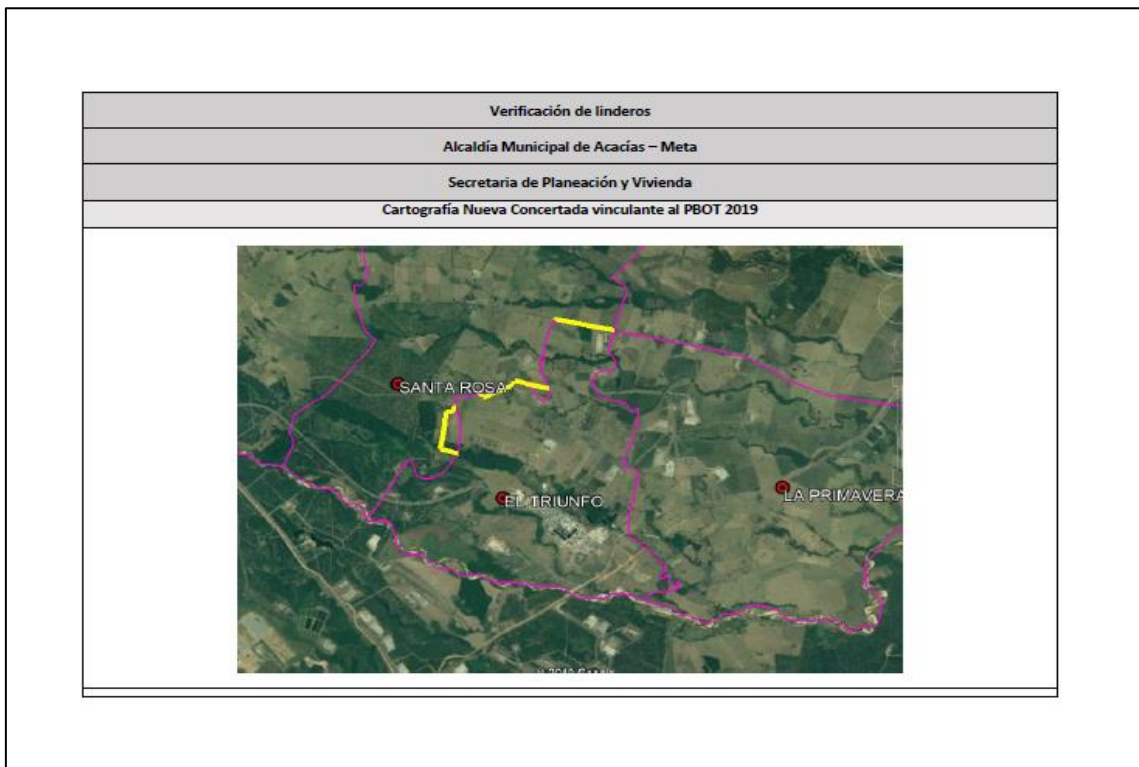 Verificación de linderos
Alcaldía Municipal de Acacías – Meta
Secretaria de Planeación y Vivienda
Cartografía Nueva Concertada vinculante al PBOT 2019
SANTA ROSA
EL TRIUNFO
LA PRIMAVERA